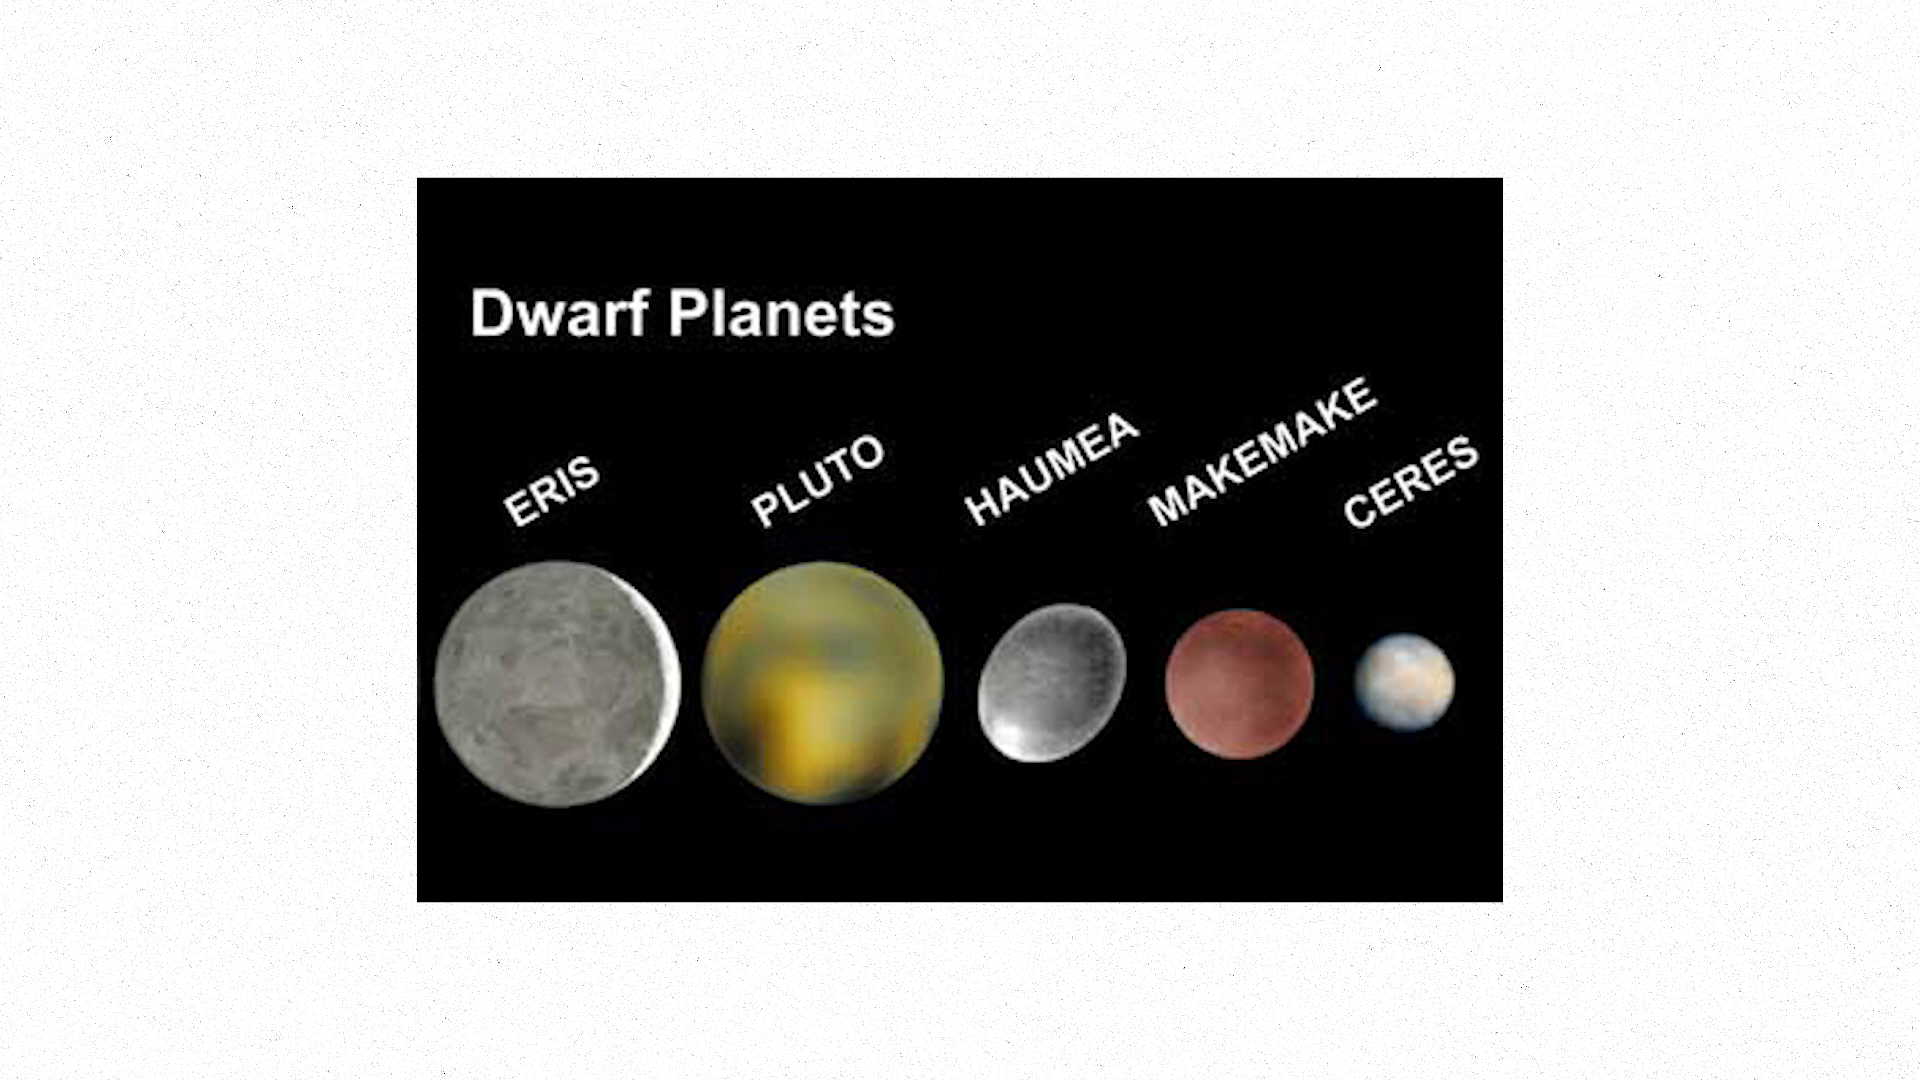 Dwarf Planets
ERIS
PLUTO
HAUMEA
MAKEMAKE
CERES